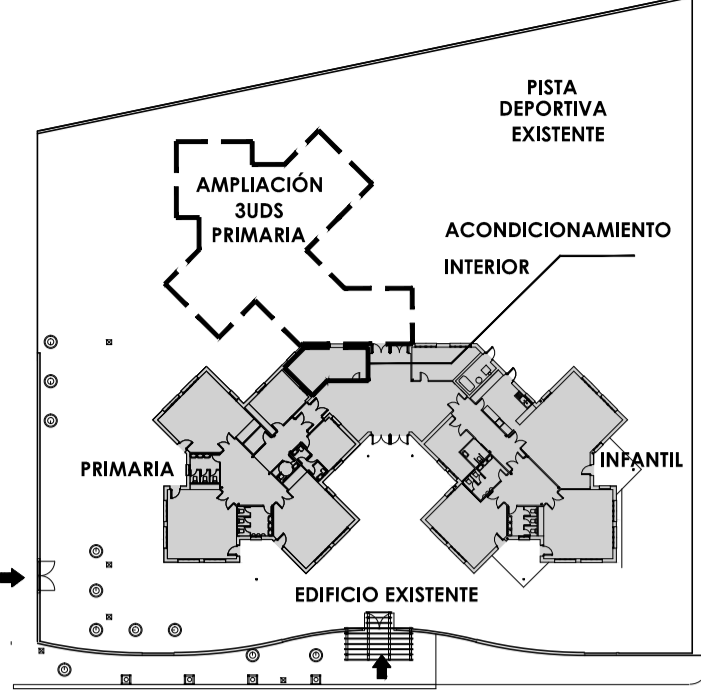 PISTA
DEPORTIVA
EXISTENTE
AMPLIACIÓN
3UDS
PRIMARIA
ACONDICIONAMIENTO
INTERIOR
PRIMARIA
INFANTIL
EDIFICIO EXISTENTE